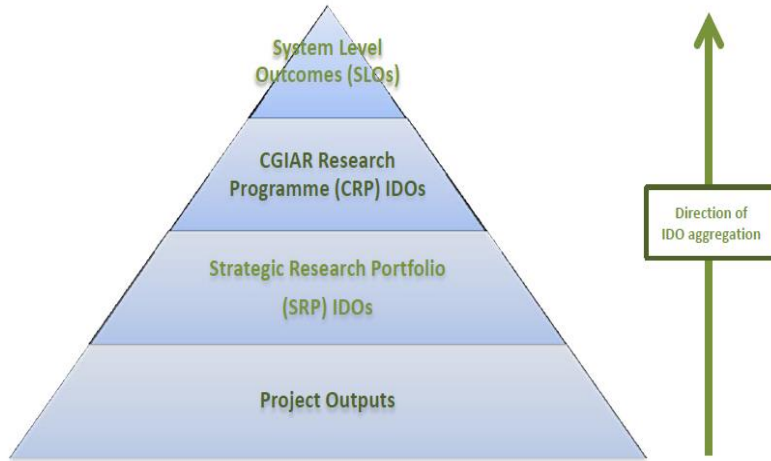 System Level
Outcomes (SLOs)
CGIAR Research
Programme (CRP) IDOs
Strategic Research Portfolio
(SRP) IDOs
Project Outputs
Direction of
IDO aggregation